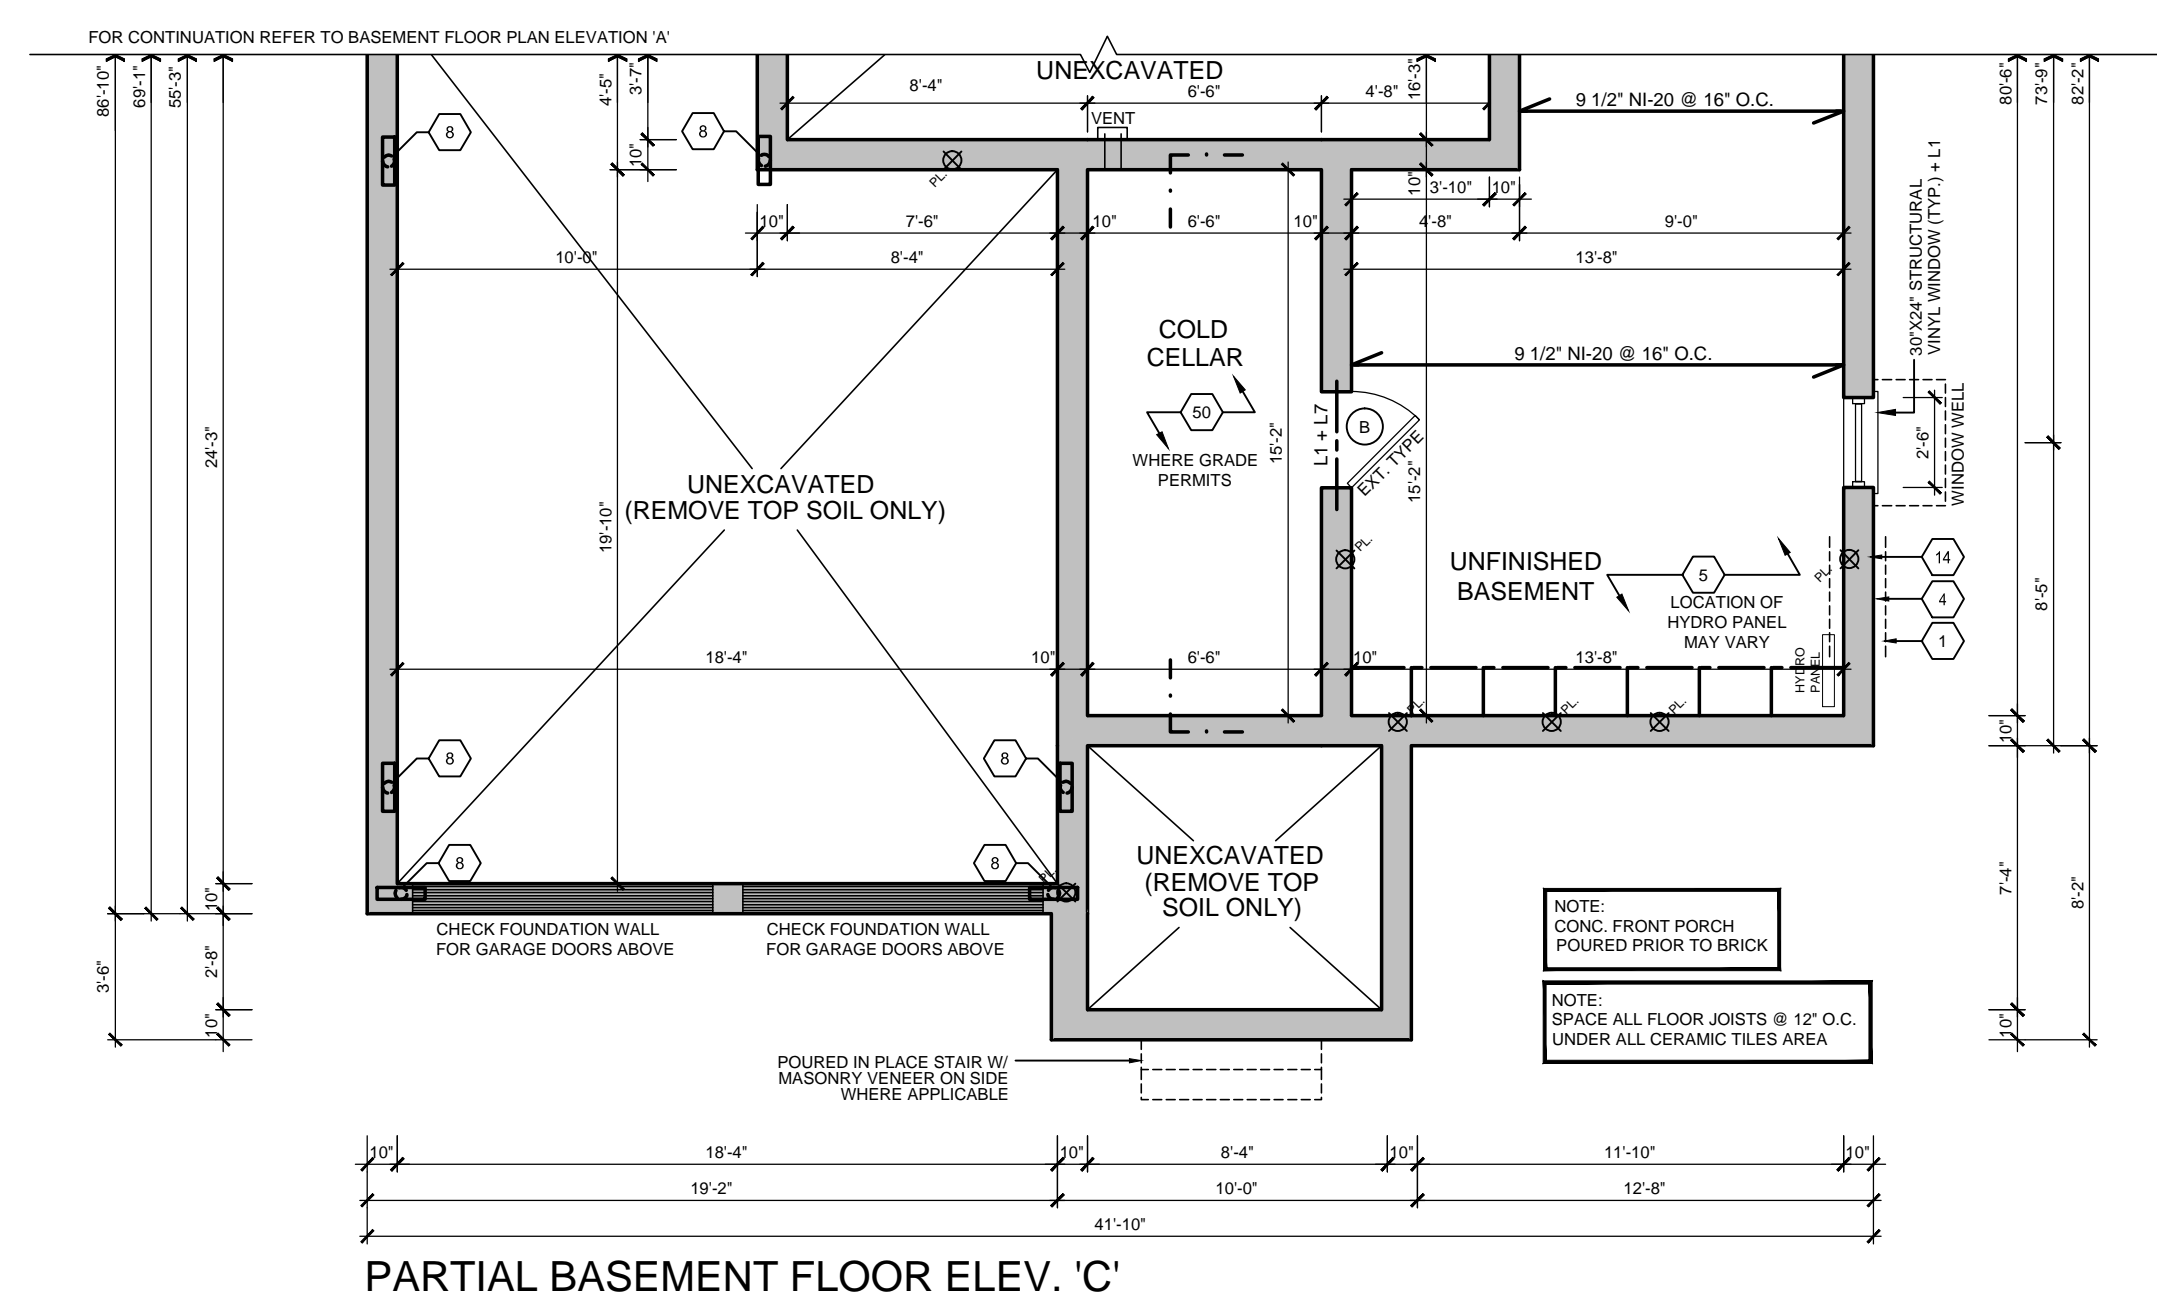 FOR CONTINUATION REFER TO BASEMENT FLOOR PLAN ELEVATION 'A'
86'-10"
69'-1"
55'-3"
24'-3"
4'-5"
3'-7"
10"
UNEXCAVATED
8'-4"
6'-6"
4'-8"
16'-3"
10"
VENT
9 1/2" NI-20 @ 16" O.C.
80'-6"
73'-9"
82'-2"
8
8
PL.
3'-10"
10"
10"
7'-6"
10"
6'-6"
10"
4'-8"
9'-0"
10'-0"
8'-4"
13'-8"
30"X24" STRUCTURAL
VINYL WINDOW (TYP.) + L1
COLD
CELLAR
50
WHERE GRADE
PERMITS
15'-2"
9 1/2" NI-20 @ 16" O.C.
L1 + L7
B
EXT. TYPE
15'-2"
2'-6"
WINDOW WELL
UNEXCAVATED
(REMOVE TOP SOIL ONLY)
19'-10"
PL.
UNFINISHED
BASEMENT
5
LOCATION OF
HYDRO PANEL
MAY VARY
PL.
14
4
1
8'-5"
18'-4"
10"
6'-6"
10"
13'-8"
HYDRO
PANEL
PL.
PL.
PL.
10"
8
8
8
8
PL.
UNEXCAVATED
(REMOVE TOP
SOIL ONLY)
10"
2'-8"
10"
3'-6"
7'-4"
10"
8'-2"
CHECK FOUNDATION WALL
FOR GARAGE DOORS ABOVE
CHECK FOUNDATION WALL
FOR GARAGE DOORS ABOVE
NOTE:
CONC. FRONT PORCH
POURED PRIOR TO BRICK
NOTE:
SPACE ALL FLOOR JOISTS @ 12" O.C.
UNDER ALL CERAMIC TILES AREA
POURED IN PLACE STAIR W/
MASONRY VENEER ON SIDE
WHERE APPLICABLE
10"
18'-4"
10"
8'-4"
10"
11'-10"
10"
19'-2"
10'-0"
12'-8"
41'-10"
PARTIAL BASEMENT FLOOR ELEV. 'C'